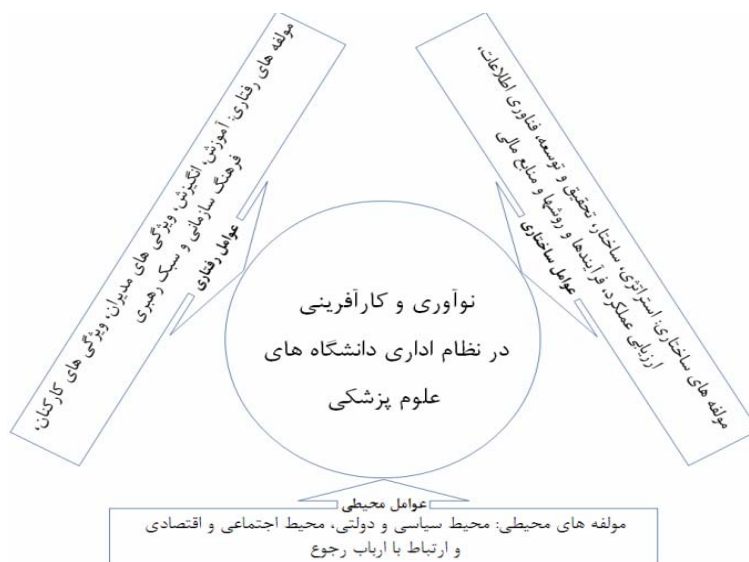 مولفه های ساختاری: استراتژی، ساختار، تحقیق و توسعه، فناوری اطلاعات،
ارزیابی عملکرد، فرآیندها و روشها و منابع مالی
عوامل ساختاری
مولفه های رفتاری: آموزش، انگیزش، ویژگی های مدیران، ویژگی های کارکنان،
فرهنگ سازمانی و سبک رهبری
عوامل رفتاری
نوآوری و کارآفرینی
در نظام اداری دانشگاه های
علوم پزشکی
عوامل محیطی
مولفه های محیطی: محیط سیاسی و دولتی، محیط اجتماعی و اقتصادی
و ارتباط با ارباب رجوع